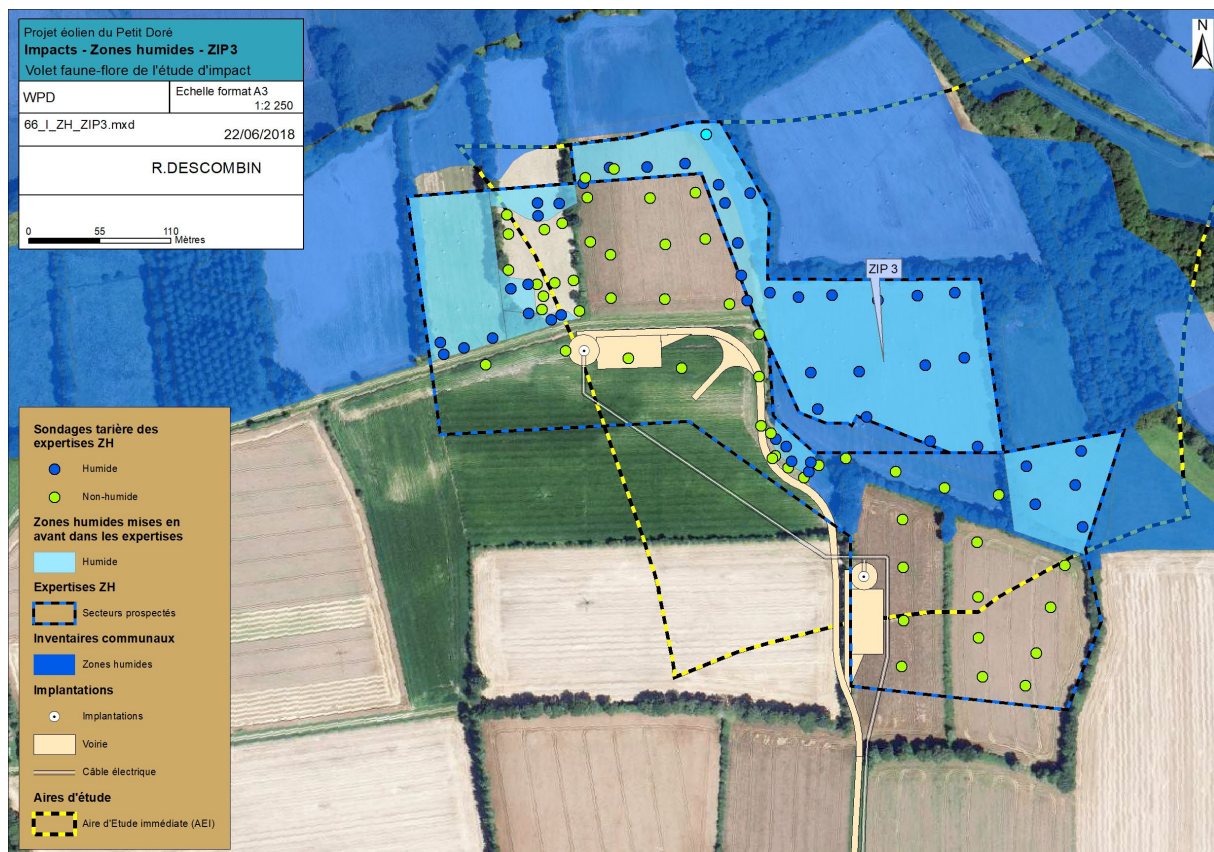 Projet éolien du Petit Doré
Impacts - Zones humides - ZIP3
Volet faune-flore de l'étude d'impact
WPD
Echelle format A3
1:2 250
66_I_ZH_ZIP3.mxd
22/06/2018
R.DESCOMBIN
0 55 110
Mètres
N
ZIP 3
Sondages tarière des
expertises ZH
Humide
Non-humide
Zones humides mises en
avant dans les expertises
Humide
Expertises ZH
Secteurs prospectés
Inventaires communaux
Zones humides
Implantations
Implantations
Voirie
Câble électrique
Aires d'étude
Aire d'Etude immédiate (AEI)